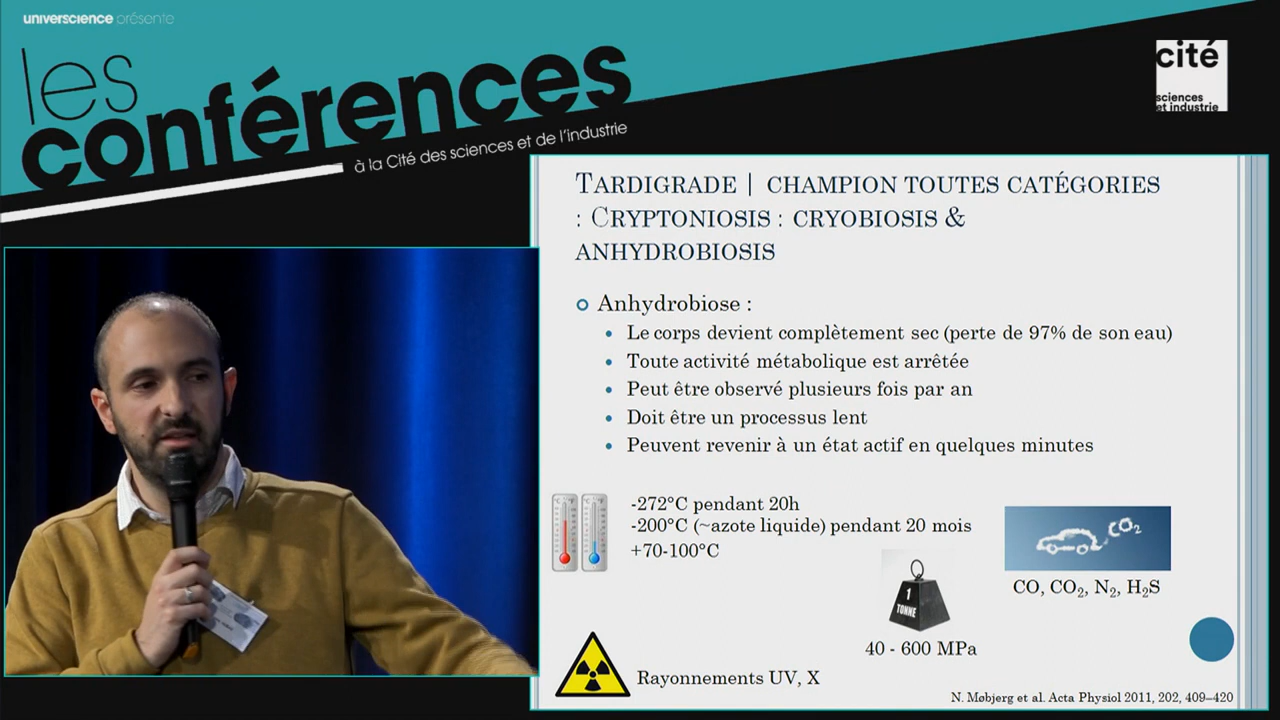 universcience présente
les
conférences
à la Cité des sciences et de l'industrie
cité
sciences
et industrie
TARDIGRADE | CHAMPION TOUTES CATÉGORIES
: CRYPTONIOSIS : CRYOBIOSIS &
ANHYDROBIOSIS
Anhydrobiose :
• Le corps devient complètement sec (perte de 97% de son eau)
• Toute activité métabolique est arrêtée
• Peut être observé plusieurs fois par an
• Doit être un processus lent
• Peuvent revenir à un état actif en quelques minutes
-272°C pendant 20h
-200°C (~azote liquide) pendant 20 mois
+70-100°C
CO₂
CO, CO₂, N₂, H₂S
1
TONNE
40 - 600 MPa
Rayonnements UV, X
N. Møbjerg et al. Acta Physiol 2011, 202, 409–420